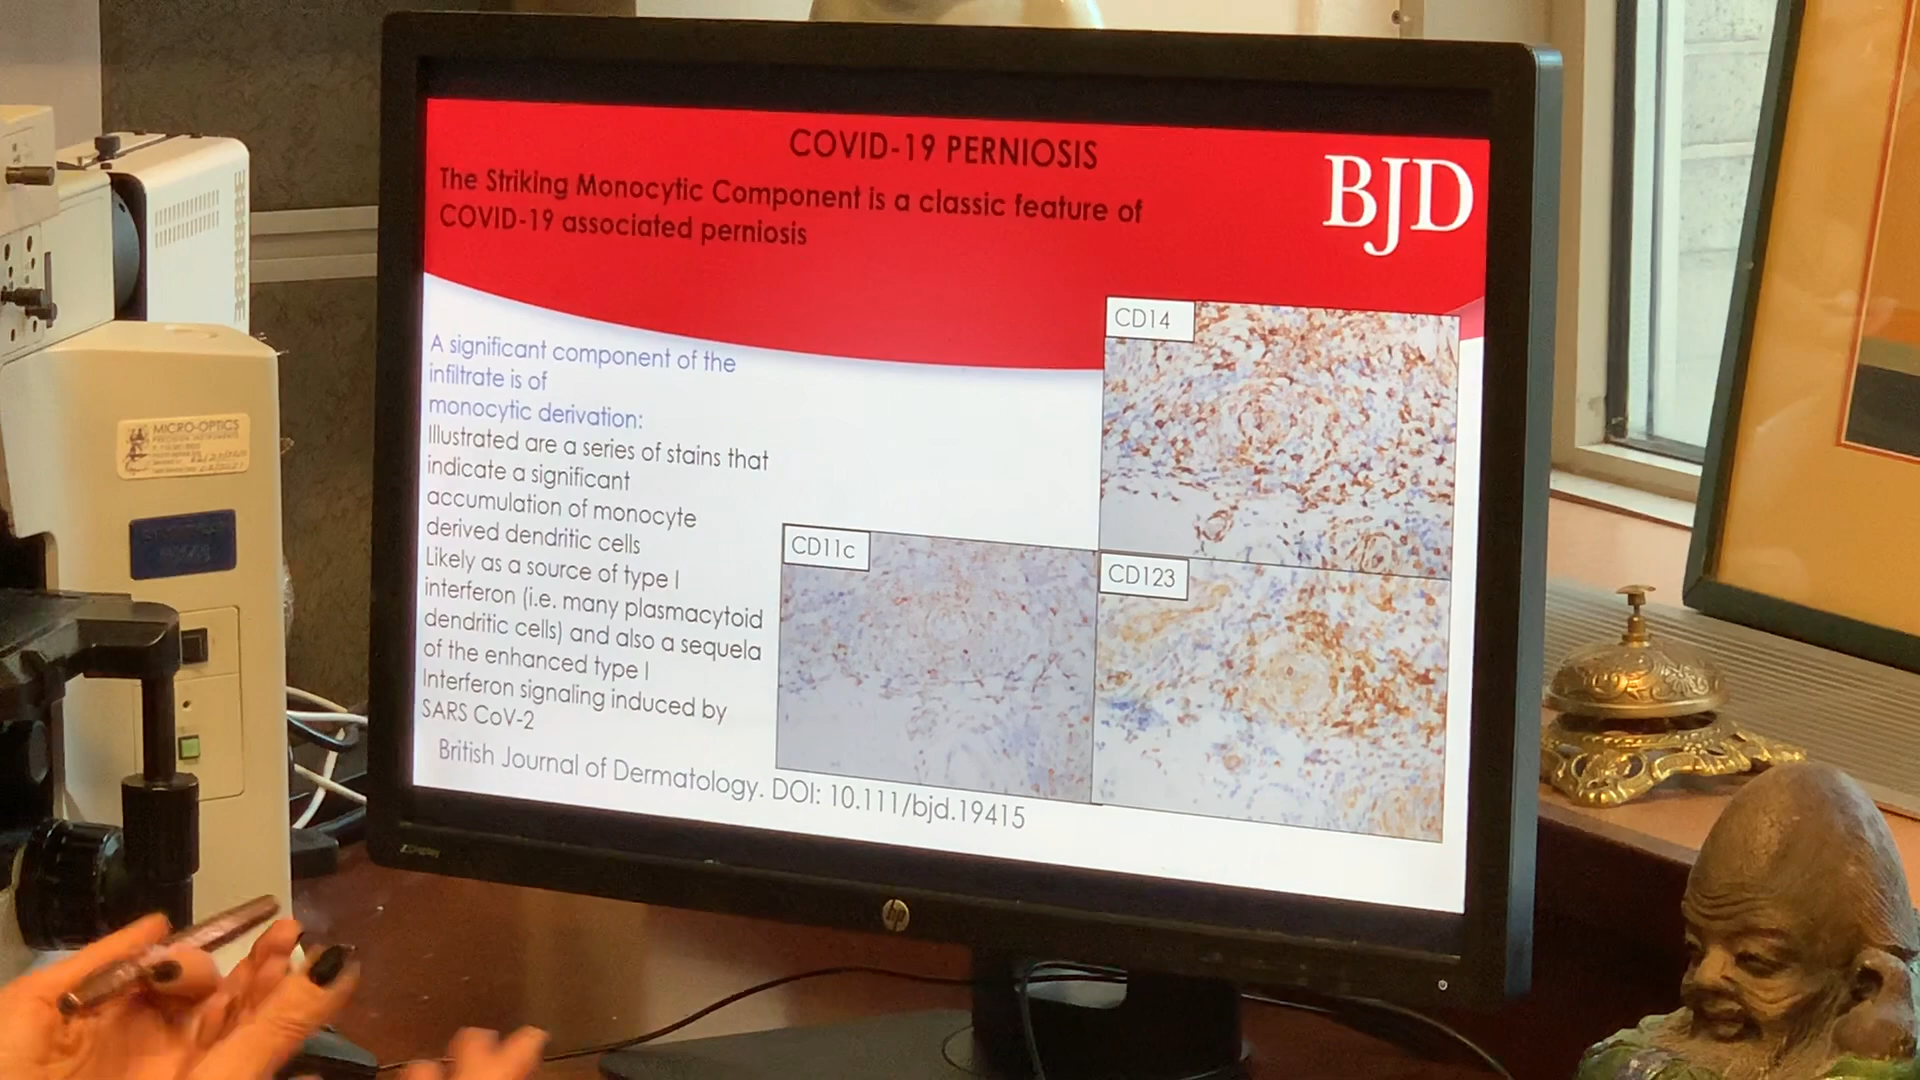 COVID-19 PERNIOSIS
The Striking Monocytic Component is a classic feature of
COVID-19 associated perniosis
BJD
A significant component of the
infiltrate is of
monocytic derivation:
Illustrated are a series of stains that
indicate a significant
accumulation of monocyte
derived dendritic cells
Likely as a source of type I
interferon (i.e. many plasmacytoid
dendritic cells) and also a sequela
of the enhanced type I
Interferon signaling induced by
SARS CoV-2
CD14
CD11c
CD123
British Journal of Dermatology. DOI: 10.111/bjd.19415
hp
MICRO-OPTICS
PRECISION INSTRUMENTS